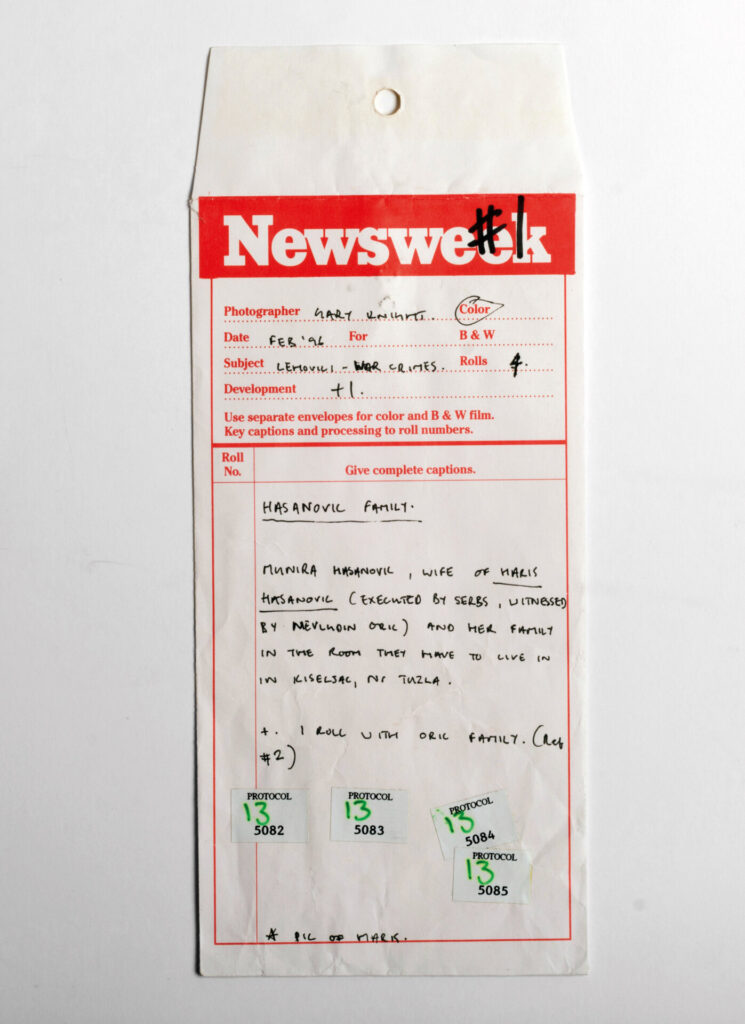 Newsweek #1
Photographer GARY KNIGHT. Color
Date FEB '96 For B & W
Subject LEMOVICI - WAR CRIMES. Rolls 4.
Development +1.
Use separate envelopes for color and B & W film.
Key captions and processing to roll numbers.
Roll
No. Give complete captions.
HASANOVIC FAMILY.
MUNIRA HASANOVIC, WIFE OF HARIS
HASANOVIC (EXECUTED BY SERBS, WITNESSED
BY MEVLUDIN ORIC) AND HER FAMILY
IN THE ROOM THEY HAVE TO LIVE IN
IN KISELJAC, Nr TUZLA.
+. 1 ROLL WITH ORIC FAMILY. (Ref
#2)
PROTOCOL
13
5082
PROTOCOL
13
5083
PROTOCOL
13
5084
PROTOCOL
13
5085
PIC OF MARK.